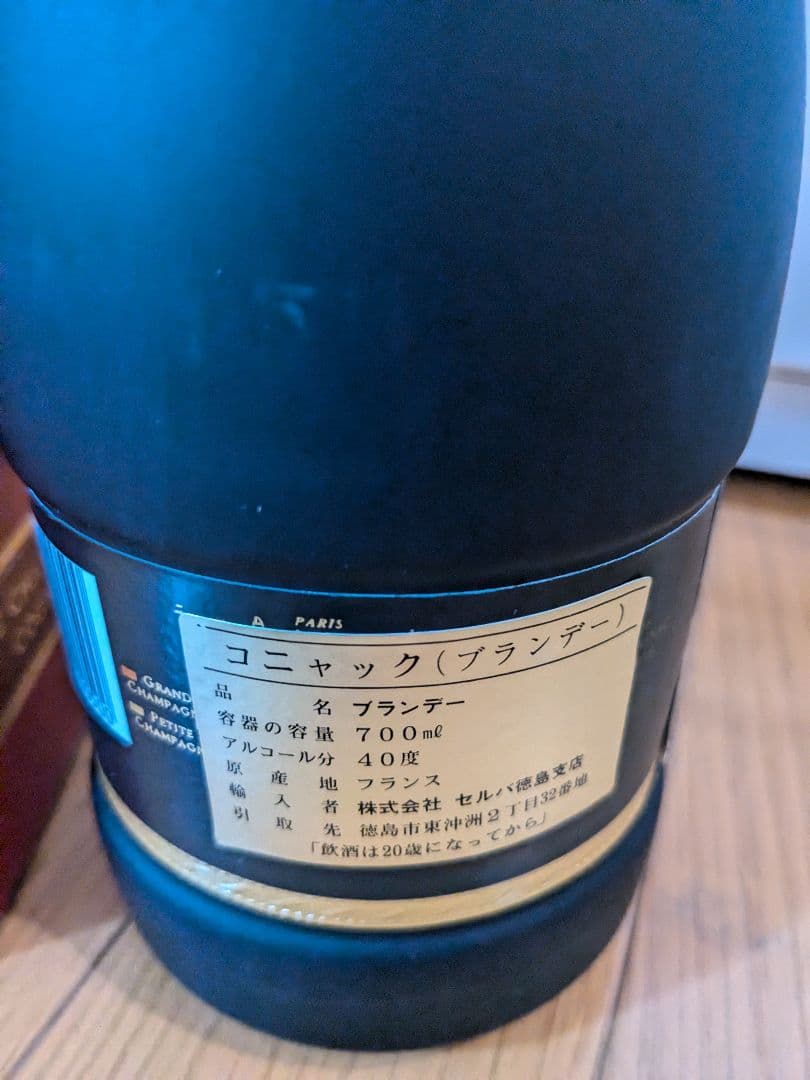 PARIS
GRAND
CHAMPAGN
PETITE
CHAMPAGN
コニャック(ブランデー)
品名 ブランデー
容器の容量 700ml
アルコール分 40度
原産地 フランス
輸入者 株式会社 セルバ徳島支店
引取先 徳島市東沖洲2丁目32番地
「飲酒は20歳になってから」